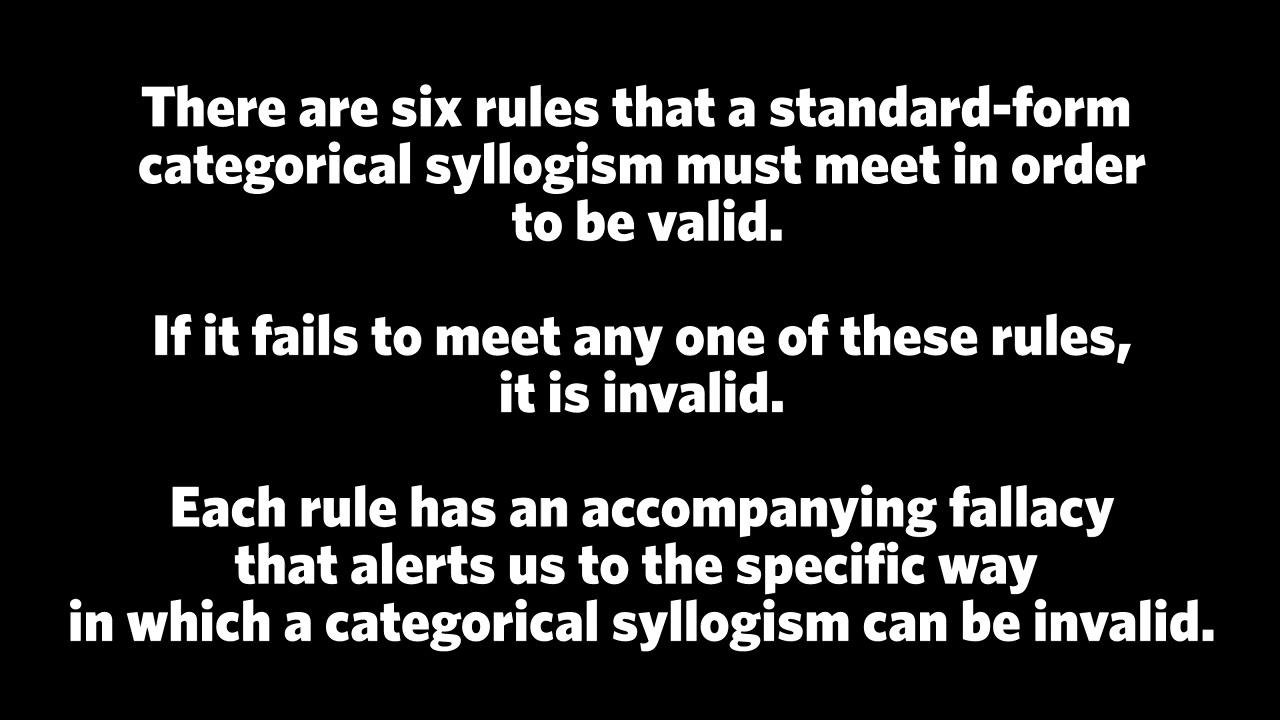 There are six rules that a standard-form
categorical syllogism must meet in order
to be valid.
If it fails to meet any one of these rules,
it is invalid.
Each rule has an accompanying fallacy
that alerts us to the specific way
in which a categorical syllogism can be invalid.